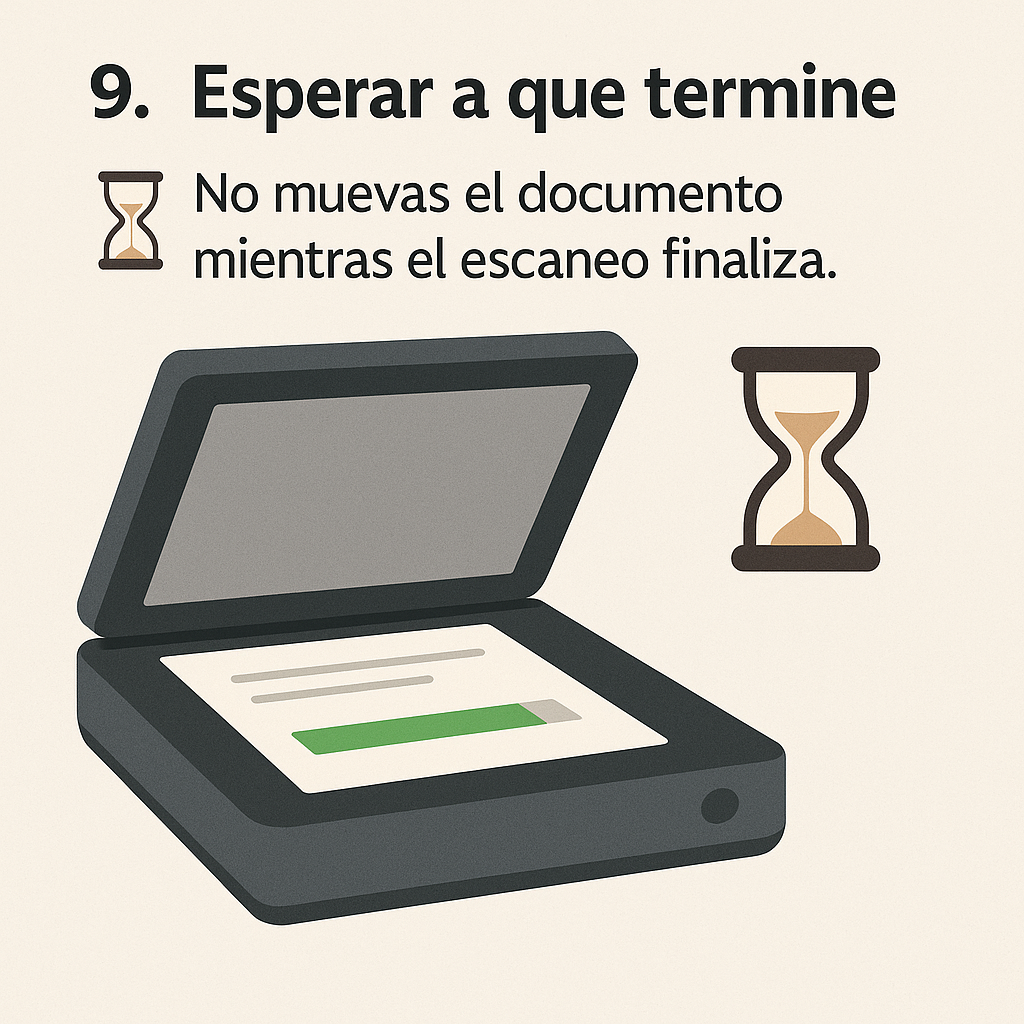 9. Esperar a que termine
No muevas el documento
mientras el escaneo finaliza.